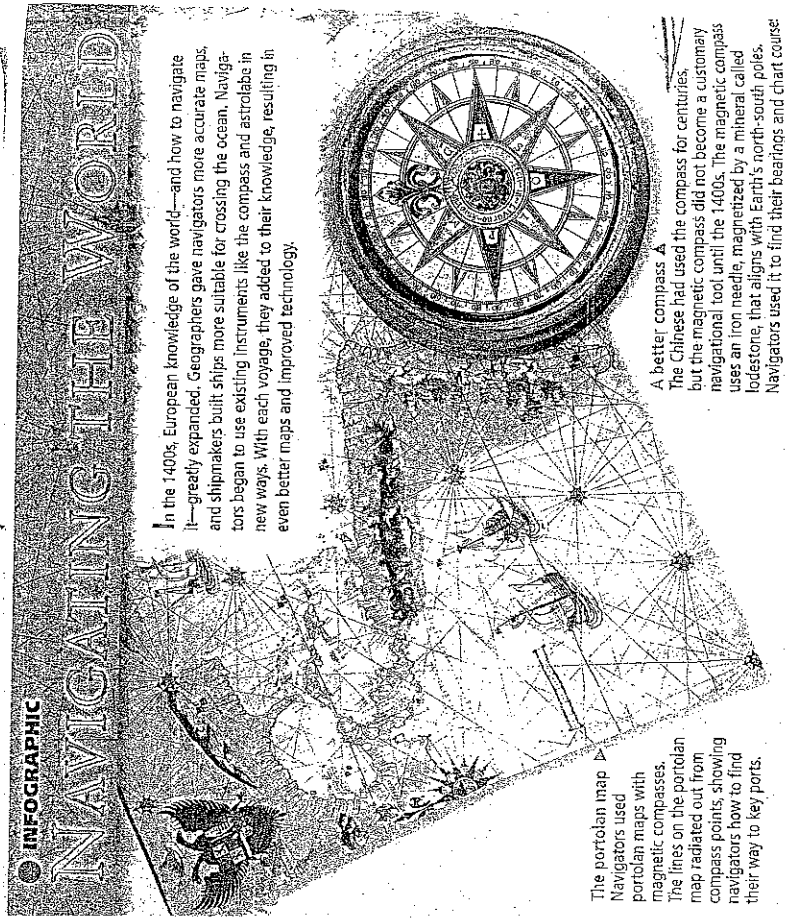 INFOGRAPHIC
NAVIGATING THE WORLD
In the 1400s, European knowledge of the world—and how to navigate
it—greatly expanded. Geographers gave navigators more accurate maps,
and shipmakers built ships more suitable for crossing the ocean. Naviga-
tors began to use existing instruments like the compass and astrolabe in
new ways. With each voyage, they added to their knowledge, resulting in
even better maps and improved technology.
The portolan map
Navigators used
portolan maps with
magnetic compasses.
The lines on the portolan
map radiated out from
compass points, showing
navigators how to find
their way to key ports.
A better compass
The Chinese had used the compass for centuries,
but the magnetic compass did not become a customary
navigational tool until the 1400s. The magnetic compass
uses an iron needle, magnetized by a mineral called
lodestone, that aligns with Earth's north-south poles.
Navigators used it to find their bearings and chart course